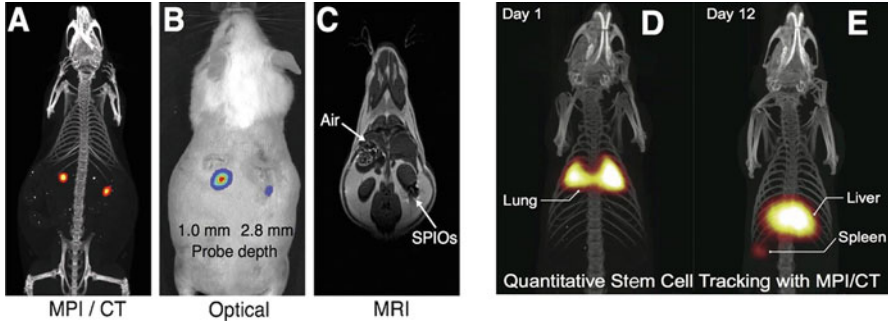 A
B
C
Air
1.0 mm 2.8 mm
Probe depth
SPIOs
MPI / CT
Optical
MRI
Day 1
D
Day 12
E
Lung
Liver
Spleen
Quantitative Stem Cell Tracking with MPI/CT